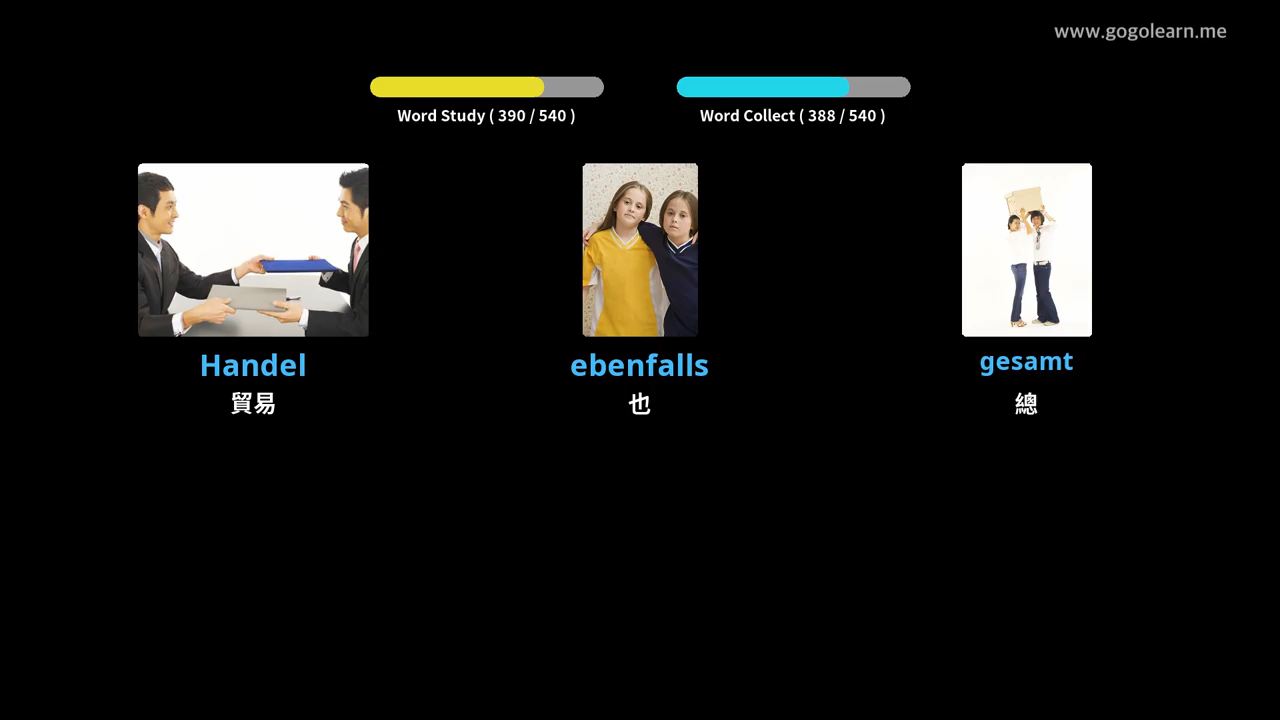 www.gogolearn.me
Word Study ( 390 / 540 )
Word Collect ( 388 / 540 )
Handel
貿易
ebenfalls
也
gesamt
總